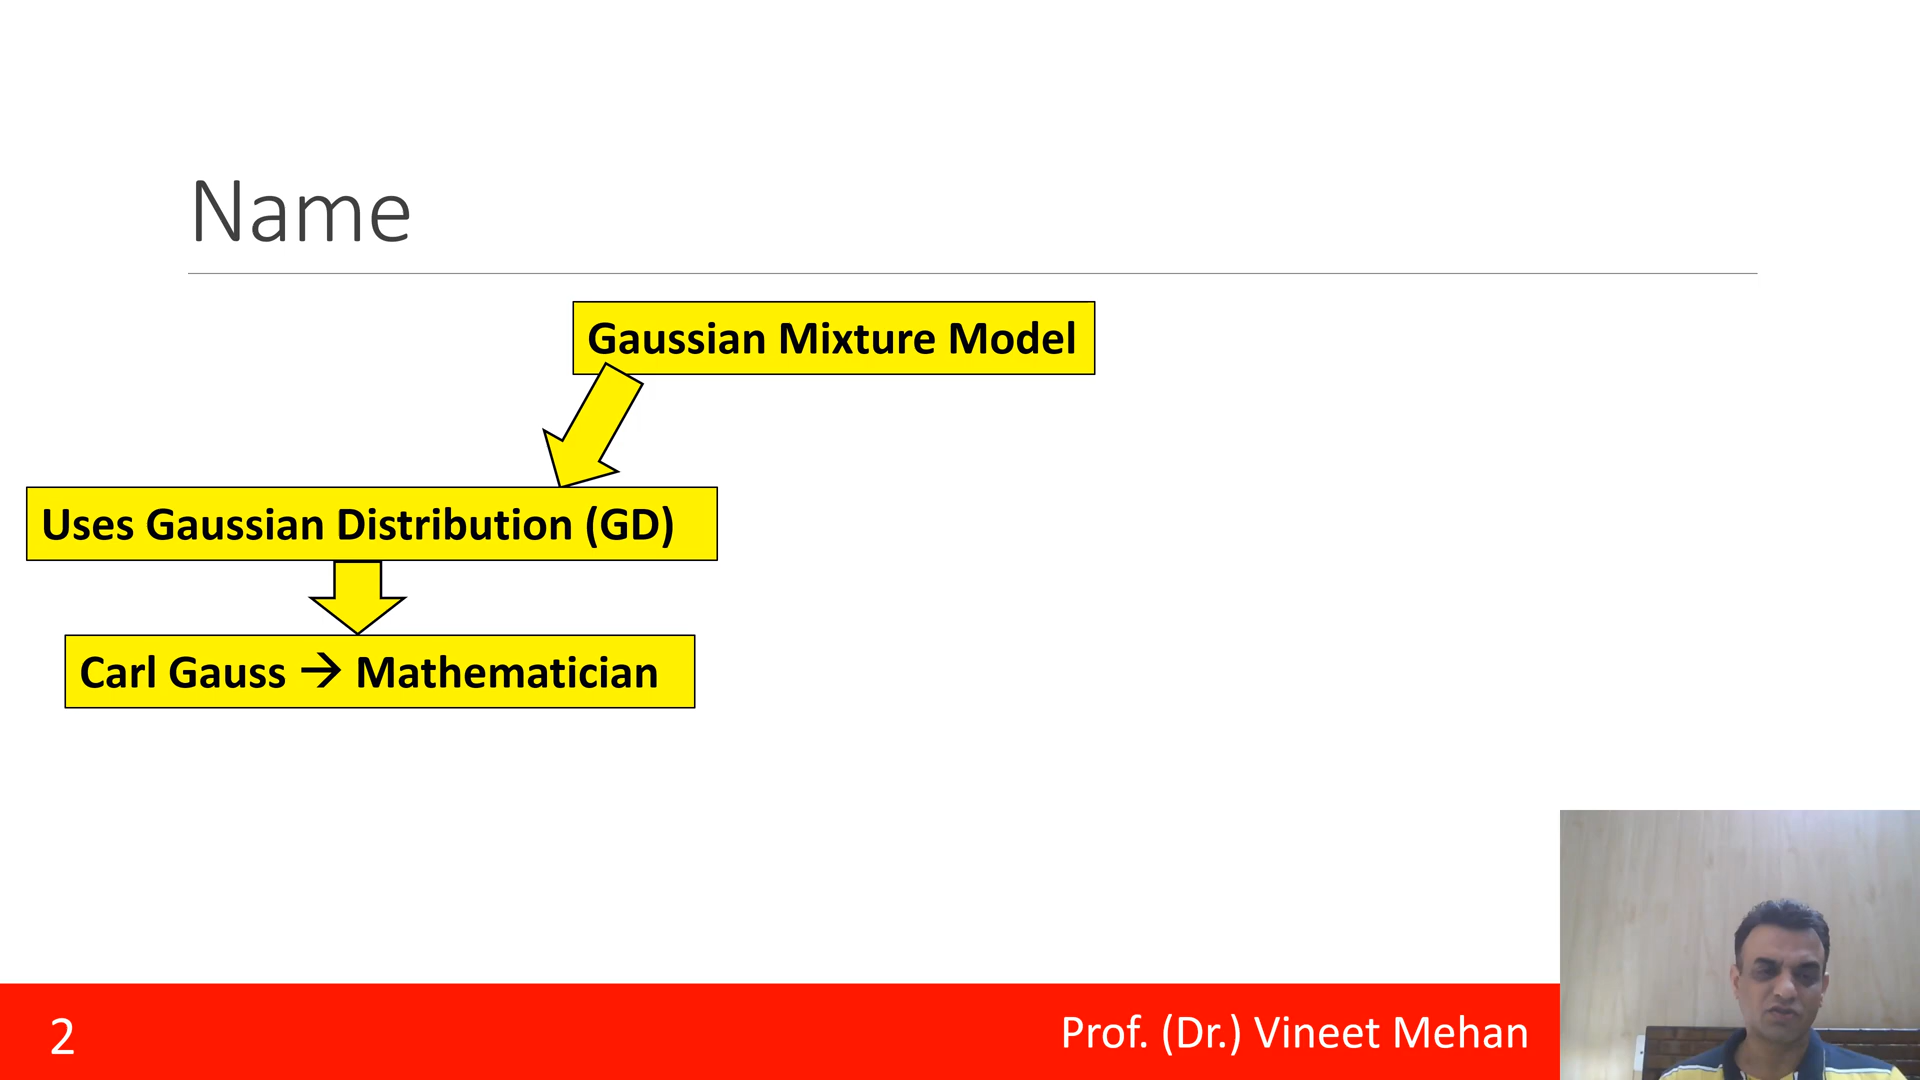 Name
Gaussian Mixture Model
Uses Gaussian Distribution (GD)
Carl Gauss → Mathematician
2
Prof. (Dr.) Vineet Mehan